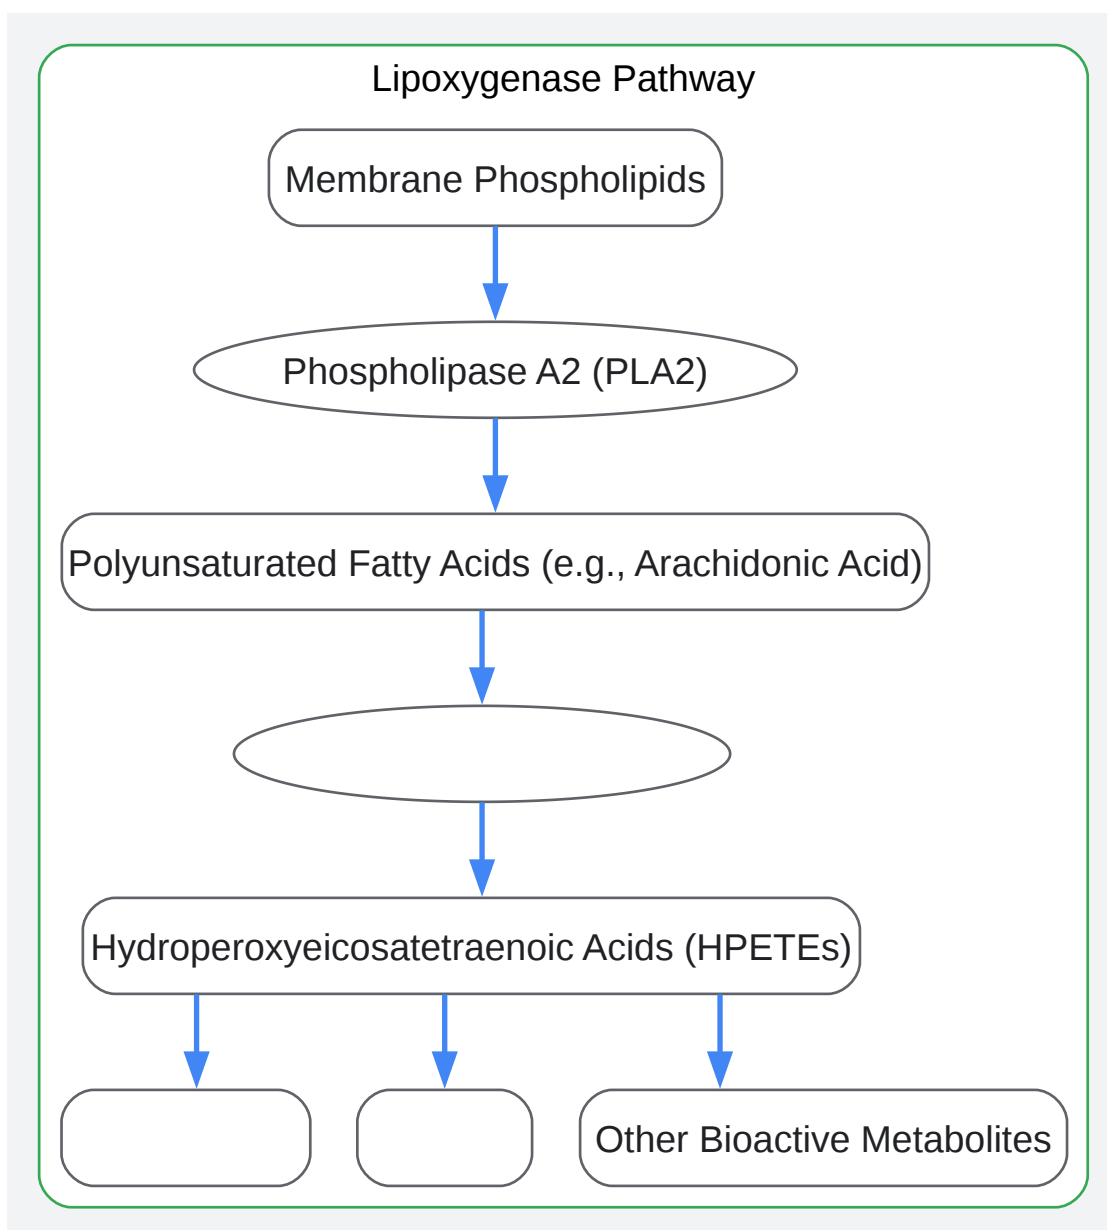 Lipoxygenase Pathway
Membrane Phospholipids
Phospholipase A2 (PLA2)
Polyunsaturated Fatty Acids (e.g., Arachidonic Acid)
Hydroperoxyeicosatetraenoic Acids (HPETEs)
Other Bioactive Metabolites